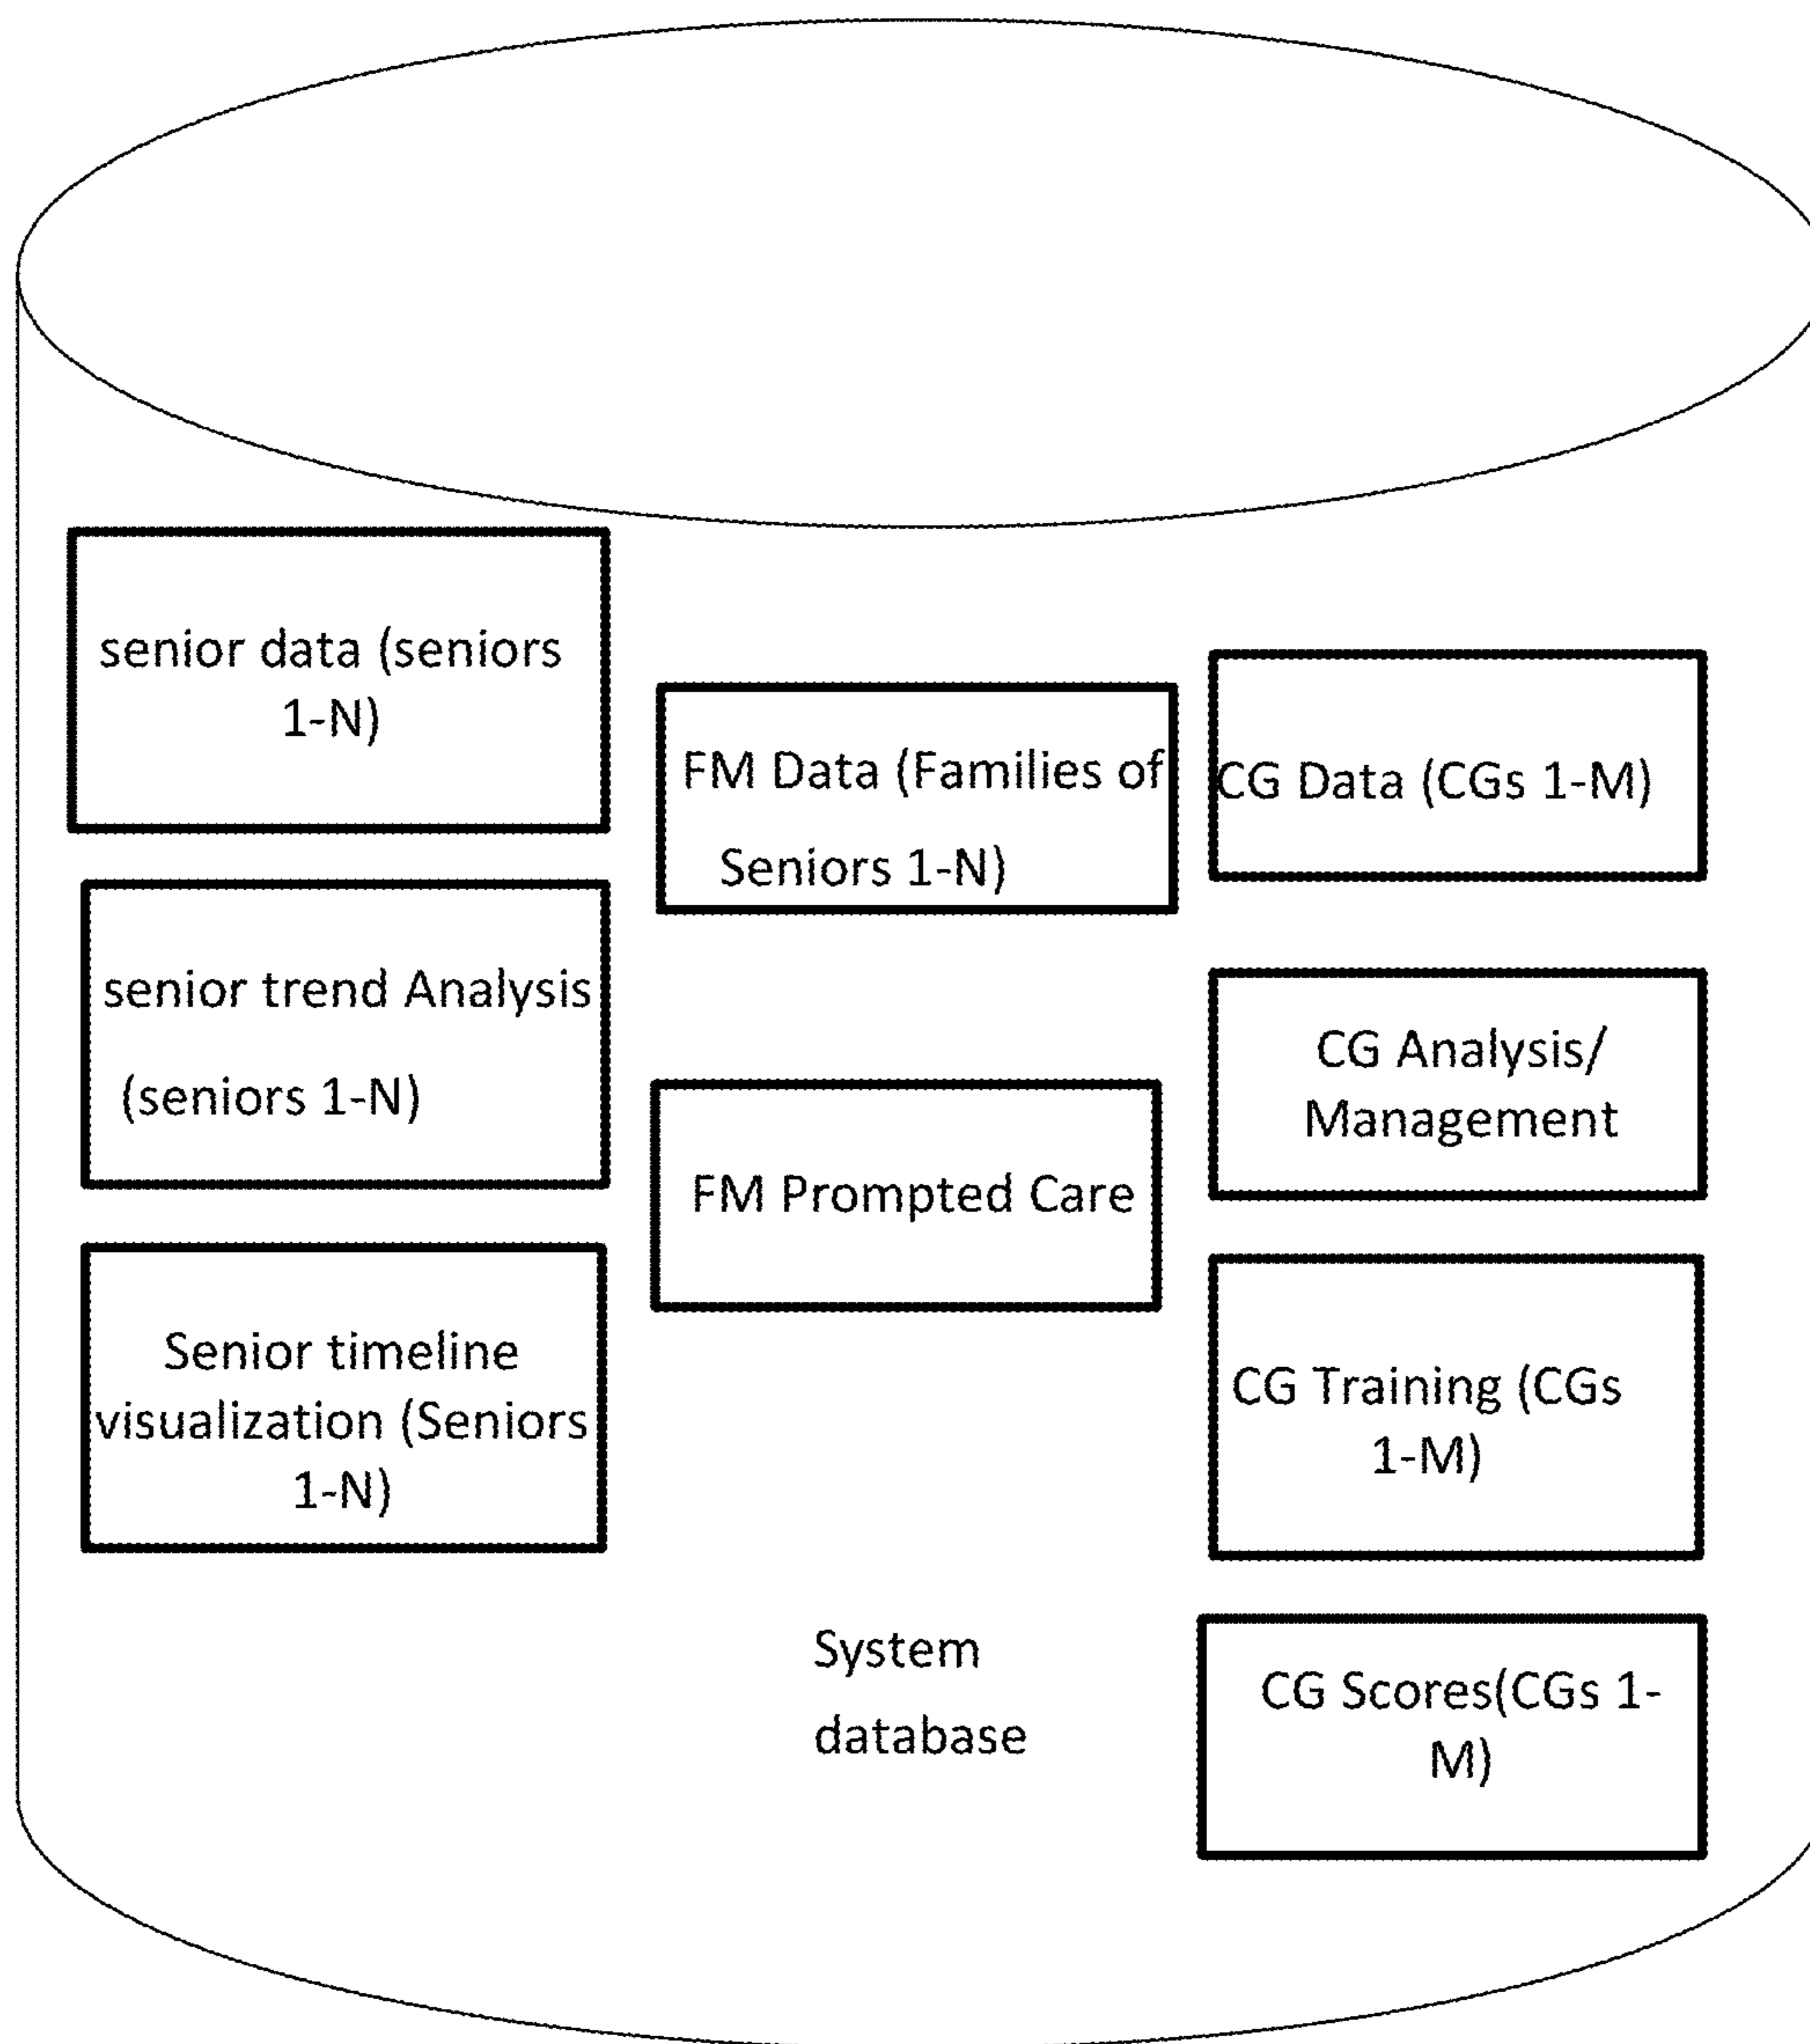 senior data (seniors
1-N)
senior trend Analysis
(seniors 1-N)
Senior timeline
visualization (Seniors
1-N)
FM Data (Families of
Seniors 1-N)
FM Prompted Care
System
database
CG Data (CGs 1-M)
CG Analysis/
Management
CG Training (CGs
1-M)
CG Scores(CGs 1-
M)